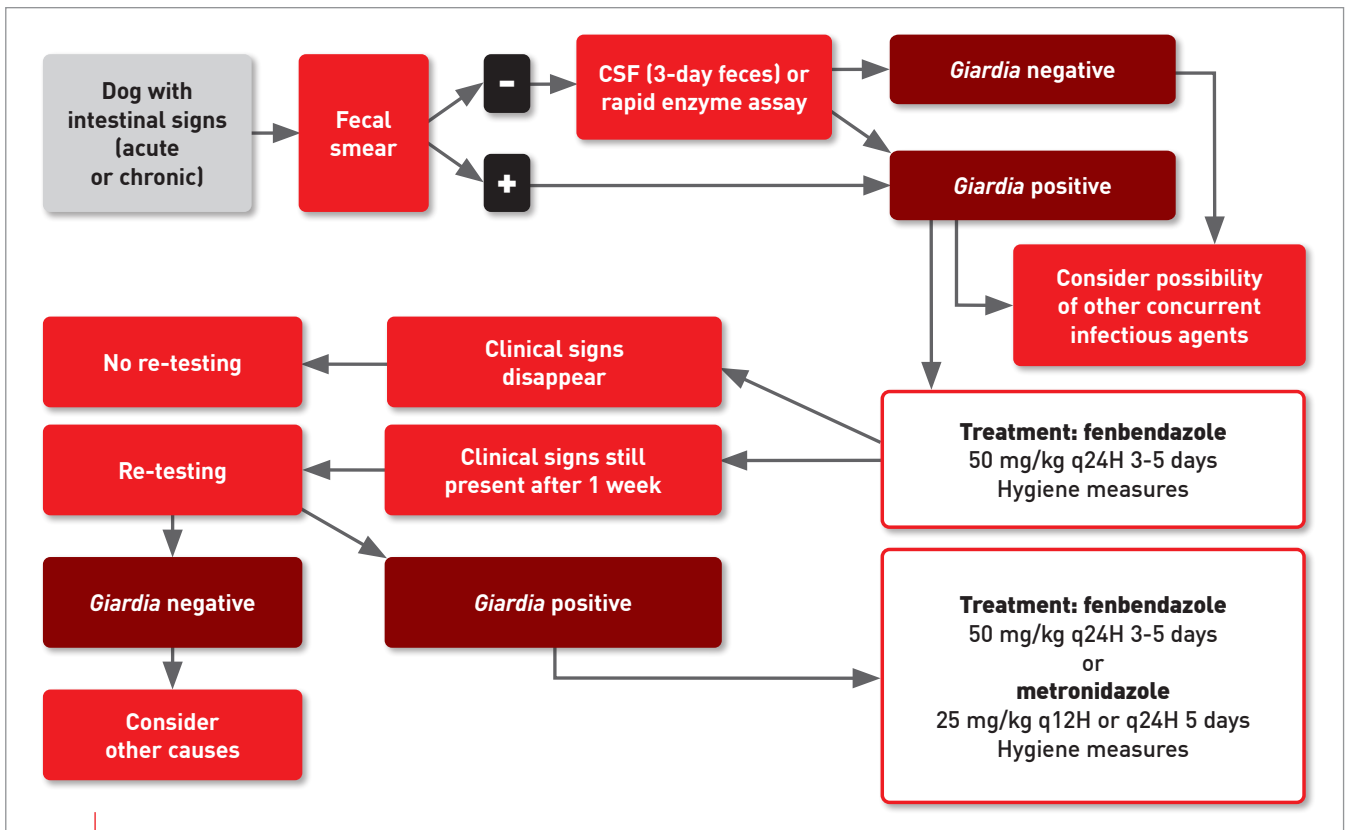 Dog with
intestinal signs
(acute
or chronic)
Fecal
smear
-
+
CSF (3-day feces) or
rapid enzyme assay
Giardia negative
Giardia positive
Consider possibility
of other concurrent
infectious agents
No re-testing
Clinical signs
disappear
Re-testing
Clinical signs still
present after 1 week
Treatment: fenbendazole
50 mg/kg q24H 3-5 days
Hygiene measures
Giardia negative
Giardia positive
Treatment: fenbendazole
50 mg/kg q24H 3-5 days
or
metronidazole
25 mg/kg q12H or q24H 5 days
Hygiene measures
Consider
other causes